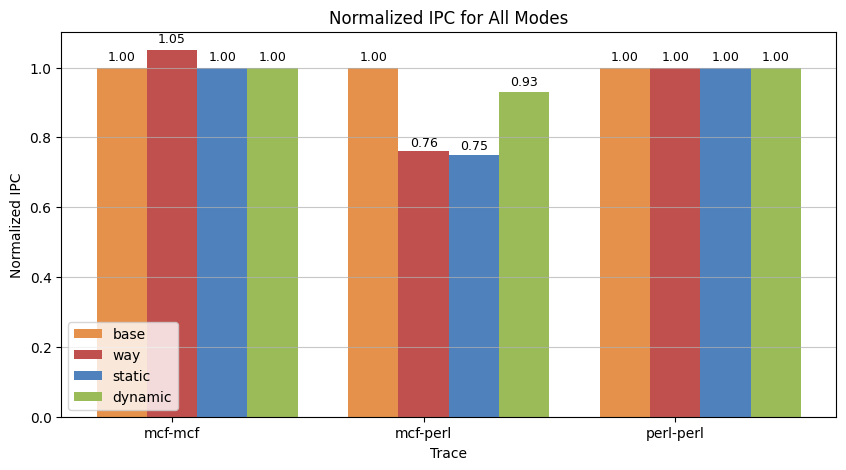 Normalized IPC for All Modes
1.05
1.00 1.00 1.00 1.00 1.00 1.00 1.00 1.00
0.93
0.76 0.75
1.0
0.8
0.6
0.4
0.2
0.0
Normalized IPC
base
way
static
dynamic
mcf-mcf mcf-perl perl-perl
Trace